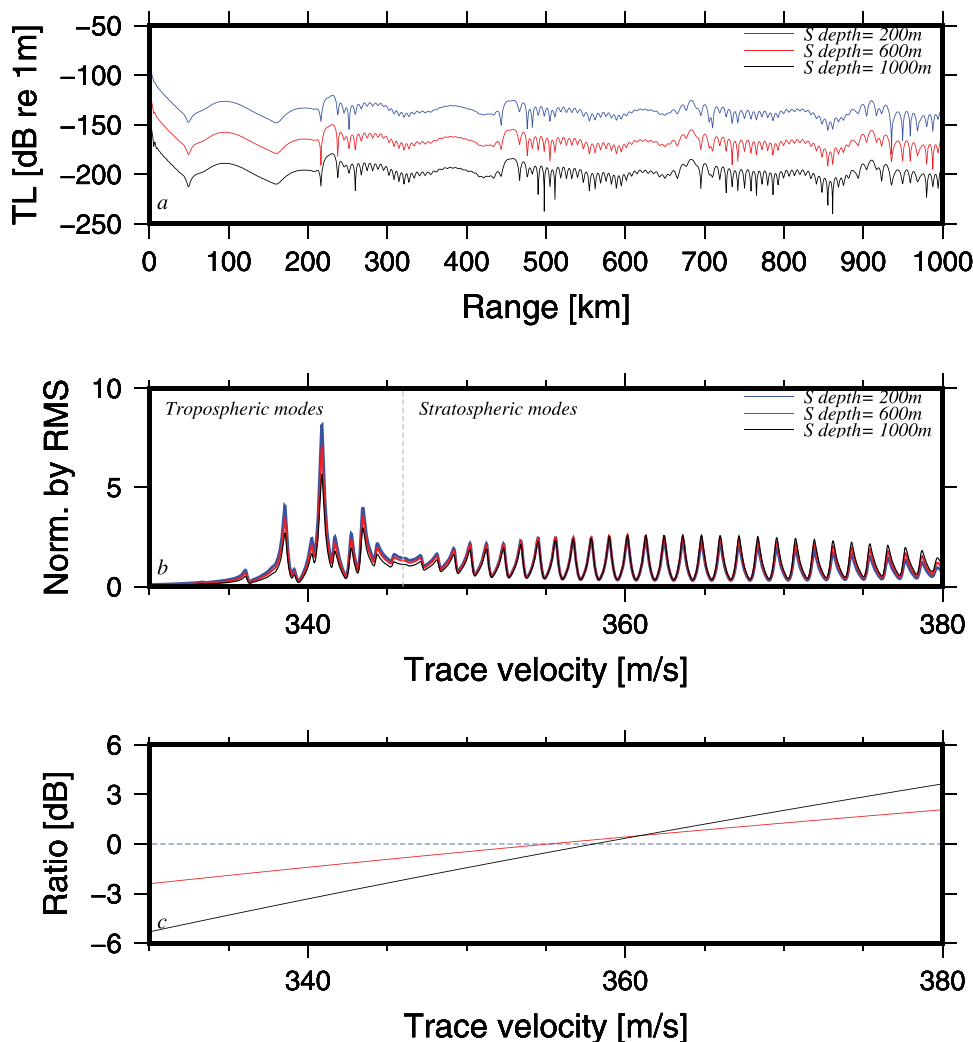 −50
−100
−150
−200
−250
TL [dB re 1m]
S depth= 200m
S depth= 600m
S depth= 1000m
a
0 100 200 300 400 500 600 700 800 900 1000
Range [km]
10
5
0
Norm. by RMS
Tropospheric modes
Stratospheric modes
S depth= 200m
S depth= 600m
S depth= 1000m
b
340 360 380
Trace velocity [m/s]
6
3
0
−3
−6
Ratio [dB]
c
340 360 380
Trace velocity [m/s]